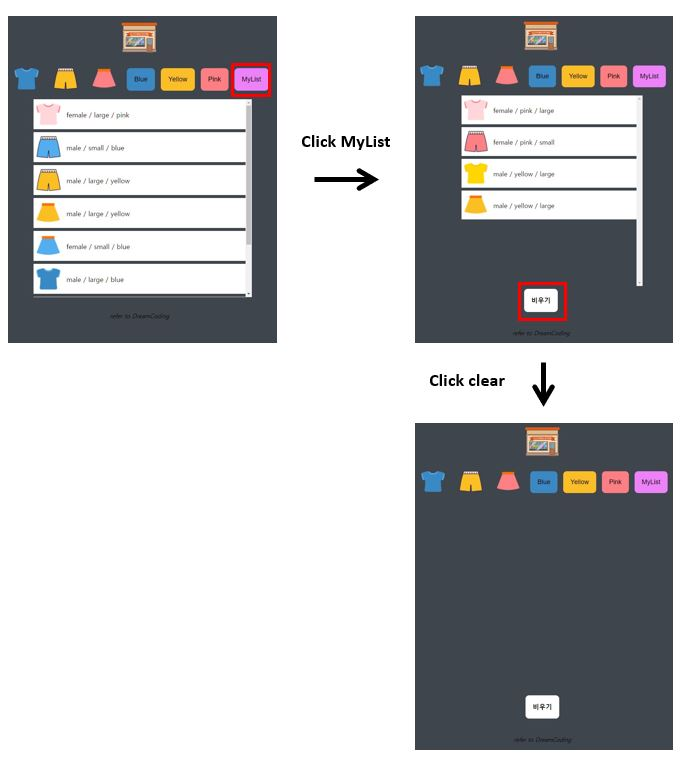 Blue Yellow Pink MyList
female / large / pink
male / small / blue
male / large / yellow
male / large / yellow
female / small / blue
male / large / blue
refer to DreamCoding
Click MyList
Blue Yellow Pink MyList
female / pink / large
female / pink / small
male / yellow / large
male / yellow / large
비우기
refer to DreamCoding
Click clear
Blue Yellow Pink MyList
비우기
refer to DreamCoding